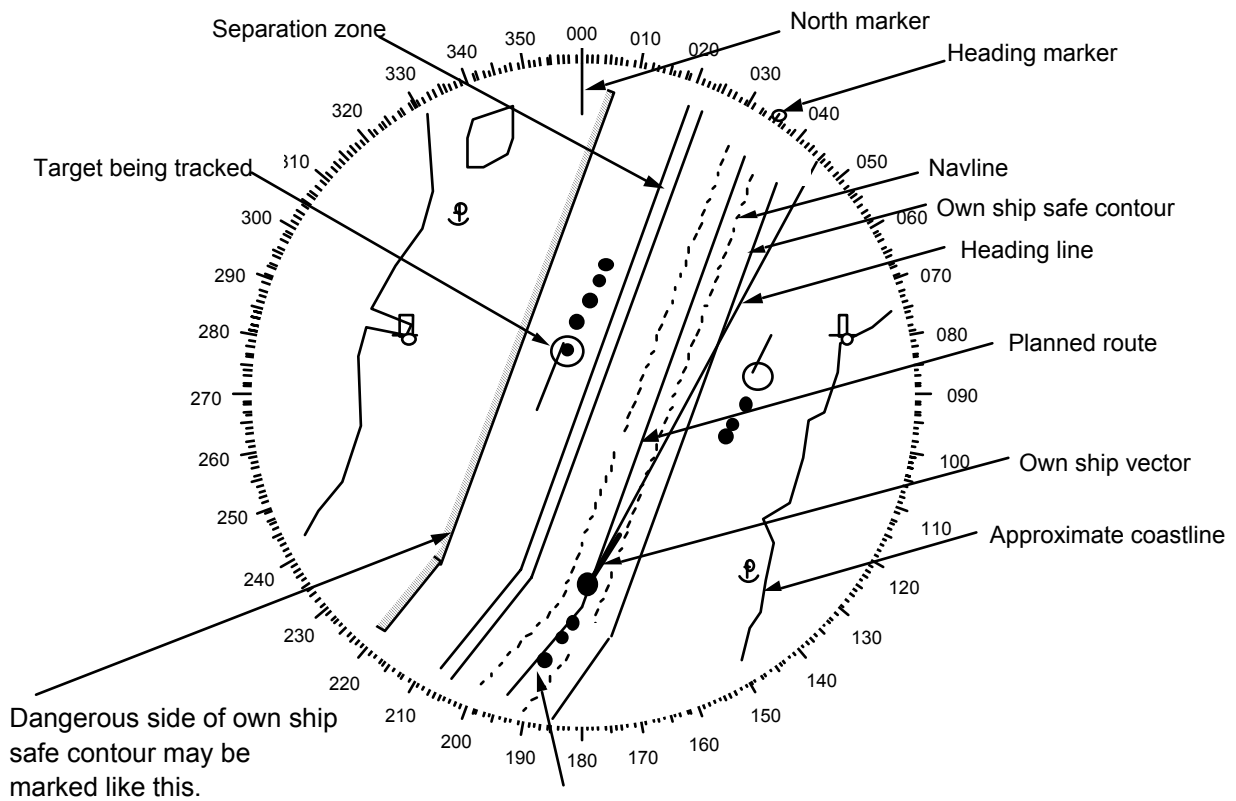 Separation zone
North marker
Heading marker
Target being tracked
Navline
Own ship safe contour
Heading line
Planned route
Own ship vector
Approximate coastline
Dangerous side of own ship
safe contour may be
marked like this.
000
010
020
030
040
050
060
070
080
090
100
110
120
130
140
150
160
170
180
190
200
210
220
230
240
250
260
270
280
290
300
310
320
330
340
350